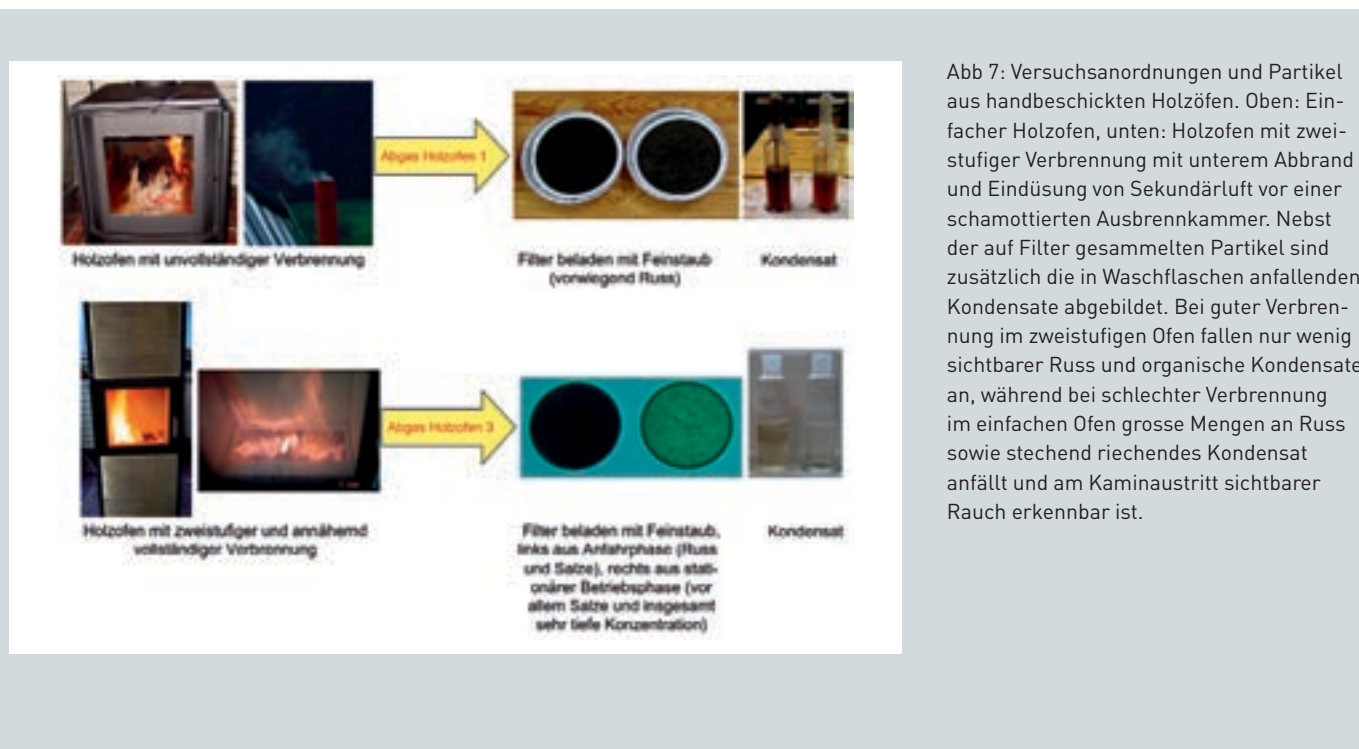 Abgas Holzofen 1
Holzofen mit unvollständiger Verbrennung
Filter beladen mit Feinstaub
(vorwiegend Russ)
Kondensat
Abgas Holzofen 3
Holzofen mit zweistufiger und annähernd
vollständiger Verbrennung
Filter beladen mit Feinstaub,
links aus Anfahrphase (Russ
und Salze), rechts aus stati-
onärer Betriebsphase (vor
allem Salze und insgesamt
sehr tiefe Konzentration)
Kondensat
Abb 7: Versuchsanordnungen und Partikel
aus handbeschickten Holzöfen. Oben: Ein-
facher Holzofen, unten: Holzofen mit zwei-
stufiger Verbrennung mit unterem Abbrand
und Eindüsung von Sekundärluft vor einer
schamottierten Ausbrennkammer. Nebst
der auf Filter gesammelten Partikel sind
zusätzlich die in Waschflaschen anfallenden
Kondensate abgebildet. Bei guter Verbren-
nung im zweistufigen Ofen fallen nur wenig
sichtbarer Russ und organische Kondensate
an, während bei schlechter Verbrennung
im einfachen Ofen grosse Mengen an Russ
sowie stechend riechendes Kondensat
anfällt und am Kaminaustritt sichtbarer
Rauch erkennbar ist.